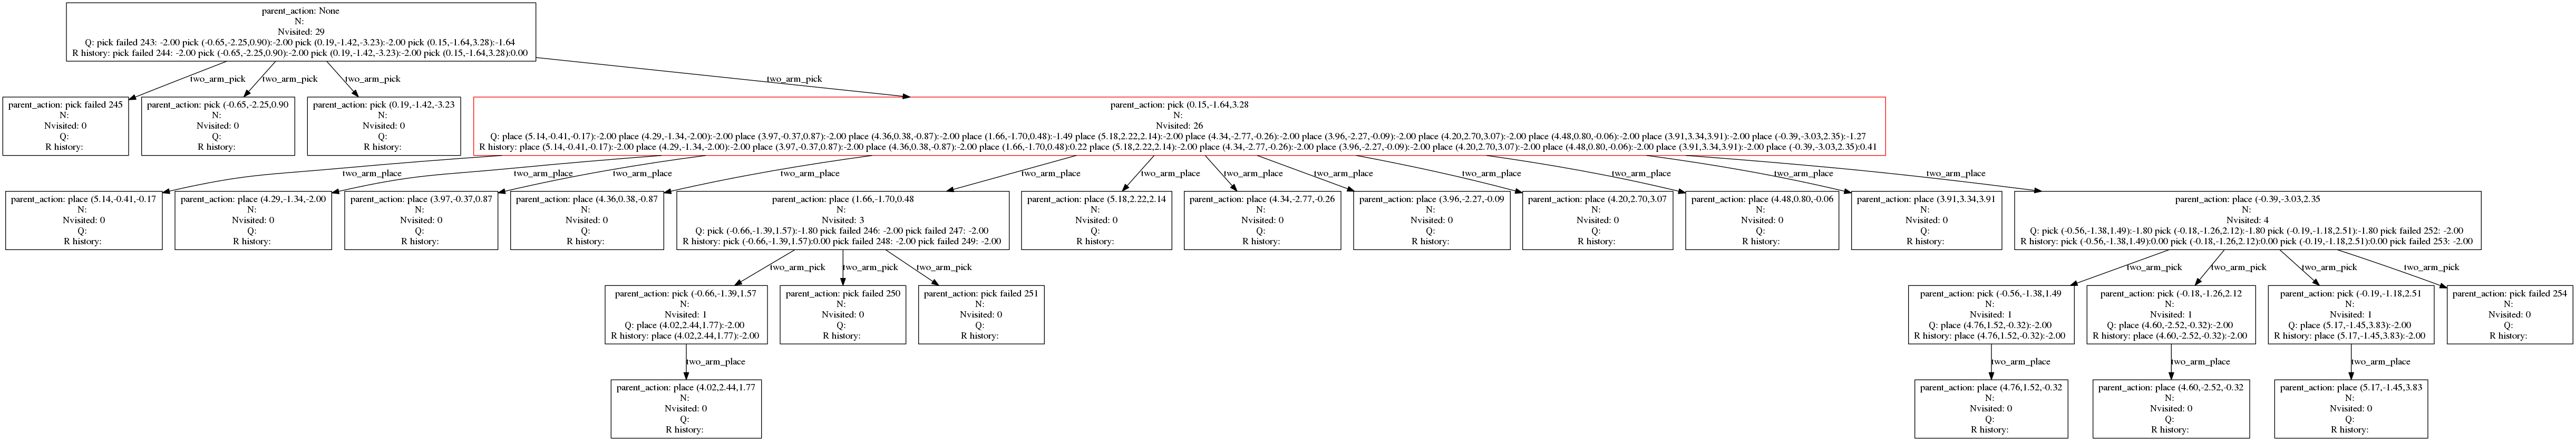 parent_action: None
N:
Nvisited: 29
Q: pick failed 243: -2.00 pick (-0.65,-2.25,0.90):-2.00 pick (0.19,-1.42,-3.23):-2.00 pick (0.15,-1.64,3.28):-1.64
R history: pick failed 244: -2.00 pick (-0.65,-2.25,0.90):-2.00 pick (0.19,-1.42,-3.23):-2.00 pick (0.15,-1.64,3.28):0.00
two_arm_pick
two_arm_pick
two_arm_pick
two_arm_pick
parent_action: pick failed 245
N:
Nvisited: 0
Q:
R history:
parent_action: pick (-0.65,-2.25,0.90
N:
Nvisited: 0
Q:
R history:
parent_action: pick (0.19,-1.42,-3.23
N:
Nvisited: 0
Q:
R history:
parent_action: pick (0.15,-1.64,3.28
N:
Nvisited: 26
Q: place (5.14,-0.41,-0.17):-2.00 place (4.29,-1.34,-2.00):-2.00 place (3.97,-0.37,0.87):-2.00 place (4.36,0.38,-0.87):-2.00 place (1.66,-1.70,0.48):-1.49 place (5.18,2.22,2.14):-2.00 place (4.34,-2.77,-0.26):-2.00 place (3.96,-2.27,-0.09):-2.00 place (4.20,2.70,3.07):-2.00 place (4.48,0.80,-0.06):-2.00 place (3.91,3.34,3.91):-2.00 place (-0.39,-3.03,2.35):-1.27
R history: place (5.14,-0.41,-0.17):-2.00 place (4.29,-1.34,-2.00):-2.00 place (3.97,-0.37,0.87):-2.00 place (4.36,0.38,-0.87):-2.00 place (1.66,-1.70,0.48):0.22 place (5.18,2.22,2.14):-2.00 place (4.34,-2.77,-0.26):-2.00 place (3.96,-2.27,-0.09):-2.00 place (4.20,2.70,3.07):-2.00 place (4.48,0.80,-0.06):-2.00 place (3.91,3.34,3.91):-2.00 place (-0.39,-3.03,2.35):0.41
two_arm_place
two_arm_place
two_arm_place
two_arm_place
two_arm_place
two_arm_place
two_arm_place
two_arm_place
two_arm_place
two_arm_place
two_arm_place
two_arm_place
parent_action: place (5.14,-0.41,-0.17
N:
Nvisited: 0
Q:
R history:
parent_action: place (4.29,-1.34,-2.00
N:
Nvisited: 0
Q:
R history:
parent_action: place (3.97,-0.37,0.87
N:
Nvisited: 0
Q:
R history:
parent_action: place (4.36,0.38,-0.87
N:
Nvisited: 0
Q:
R history:
parent_action: place (1.66,-1.70,0.48
N:
Nvisited: 3
Q: pick (-0.66,-1.39,1.57):-1.80 pick failed 246: -2.00 pick failed 247: -2.00
R history: pick (-0.66,-1.39,1.57):0.00 pick failed 248: -2.00 pick failed 249: -2.00
parent_action: place (5.18,2.22,2.14
N:
Nvisited: 0
Q:
R history:
parent_action: place (4.34,-2.77,-0.26
N:
Nvisited: 0
Q:
R history:
parent_action: place (3.96,-2.27,-0.09
N:
Nvisited: 0
Q:
R history:
parent_action: place (4.20,2.70,3.07
N:
Nvisited: 0
Q:
R history:
parent_action: place (4.48,0.80,-0.06
N:
Nvisited: 0
Q:
R history:
parent_action: place (3.91,3.34,3.91
N:
Nvisited: 0
Q:
R history:
parent_action: place (-0.39,-3.03,2.35
N:
Nvisited: 4
Q: pick (-0.56,-1.38,1.49):-1.80 pick (-0.18,-1.26,2.12):-1.80 pick (-0.19,-1.18,2.51):-1.80 pick failed 252: -2.00
R history: pick (-0.56,-1.38,1.49):0.00 pick (-0.18,-1.26,2.12):0.00 pick (-0.19,-1.18,2.51):0.00 pick failed 253: -2.00
two_arm_pick
two_arm_pick
two_arm_pick
two_arm_pick
two_arm_pick
two_arm_pick
two_arm_pick
parent_action: pick (-0.66,-1.39,1.57
N:
Nvisited: 1
Q: place (4.02,2.44,1.77):-2.00
R history: place (4.02,2.44,1.77):-2.00
parent_action: pick failed 250
N:
Nvisited: 0
Q:
R history:
parent_action: pick failed 251
N:
Nvisited: 0
Q:
R history:
parent_action: pick (-0.56,-1.38,1.49
N:
Nvisited: 1
Q: place (4.76,1.52,-0.32):-2.00
R history: place (4.76,1.52,-0.32):-2.00
parent_action: pick (-0.18,-1.26,2.12
N:
Nvisited: 1
Q: place (4.60,-2.52,-0.32):-2.00
R history: place (4.60,-2.52,-0.32):-2.00
parent_action: pick (-0.19,-1.18,2.51
N:
Nvisited: 1
Q: place (5.17,-1.45,3.83):-2.00
R history: place (5.17,-1.45,3.83):-2.00
parent_action: pick failed 254
N:
Nvisited: 0
Q:
R history:
two_arm_place
two_arm_place
two_arm_place
two_arm_place
parent_action: place (4.02,2.44,1.77
N:
Nvisited: 0
Q:
R history:
parent_action: place (4.76,1.52,-0.32
N:
Nvisited: 0
Q:
R history:
parent_action: place (4.60,-2.52,-0.32
N:
Nvisited: 0
Q:
R history:
parent_action: place (5.17,-1.45,3.83
N:
Nvisited: 0
Q:
R history: